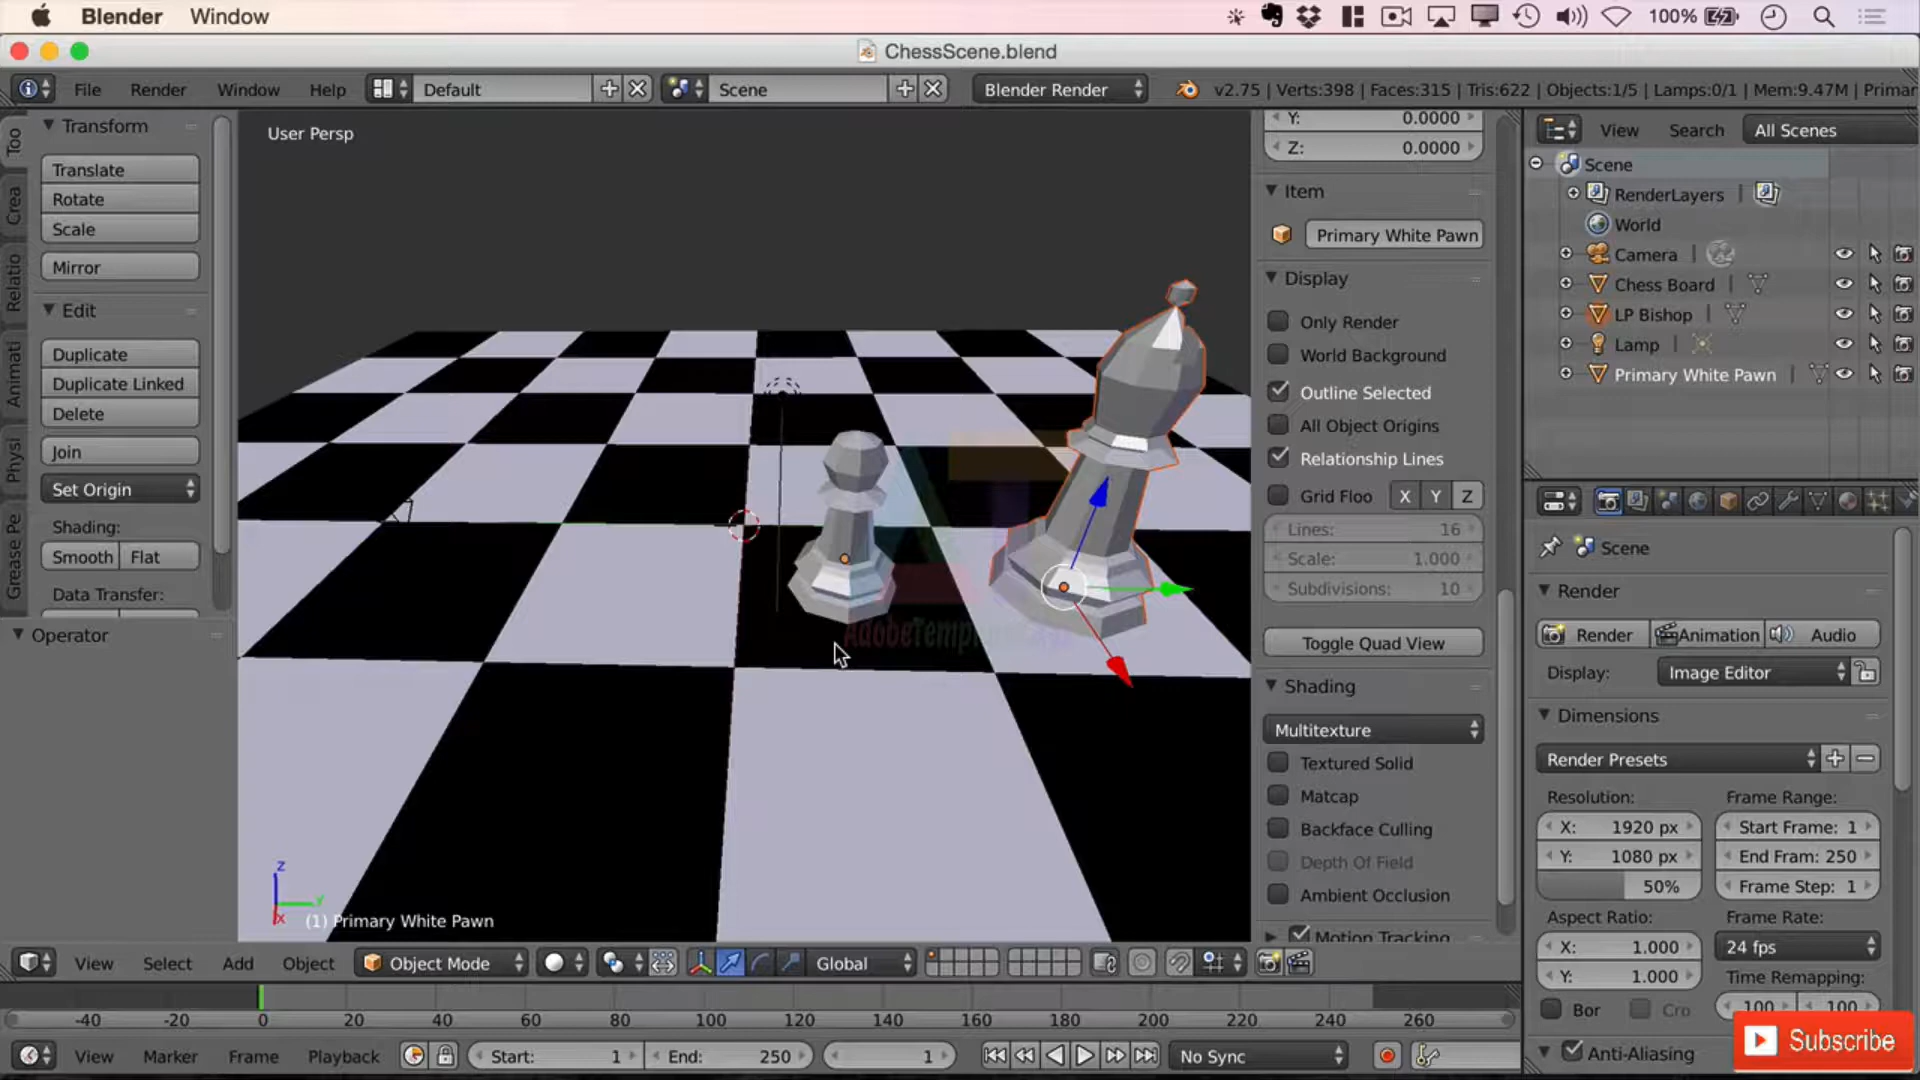 Blender Window 100%
ChessScene.blend
File Render Window Help Default Scene Blender Render v2.75 | Verts:398 | Faces:315 | Tris:622 | Objects:1/5 | Lamps:0/1 | Mem:9.47M | Primar
Too
Crea
Relatio
Animati
Physi
Grease Pe
Transform
Translate
Rotate
Scale
Mirror
Edit
Duplicate
Duplicate Linked
Delete
Join
Set Origin
Shading:
Smooth Flat
Data Transfer:
Operator
User Persp
AdobeTemp
z
Y
X
(1) Primary White Pawn
Y: 0.0000
Z: 0.0000
Item
Primary White Pawn
Display
Only Render
World Background
Outline Selected
All Object Origins
Relationship Lines
Grid Floo X Y Z
Lines: 16
Scale: 1.000
Subdivisions: 10
Toggle Quad View
Shading
Multitexture
Textured Solid
Matcap
Backface Culling
Depth Of Field
Ambient Occlusion
Motion Tracking
View Search All Scenes
Scene
RenderLayers |
World
Camera |
Chess Board |
LP Bishop |
Lamp |
Primary White Pawn |
Scene
Render
Render Animation Audio
Display: Image Editor
Dimensions
Render Presets
Resolution: Frame Range:
X: 1920 px Start Frame: 1
Y: 1080 px End Fram: 250
50% Frame Step: 1
Aspect Ratio: Frame Rate:
X: 1.000 24 fps
Y: 1.000 Time Remapping:
Bor Cro 100 100
Anti-Aliasing
Subscribe
View Select Add Object Object Mode Global
-40 -20 0 20 40 60 80 100 120 140 160 180 200 220 240 260
View Marker Frame Playback Start: 1 End: 250 1 No Sync